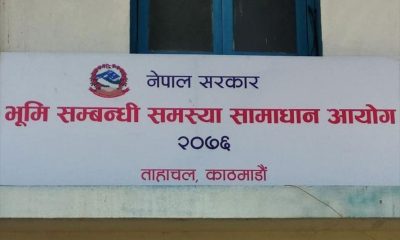 नेपाल सरकार
भूमि सम्बन्धी समस्या सामाधान आयोग
२०७६
ताहाचल, काठमाडौं